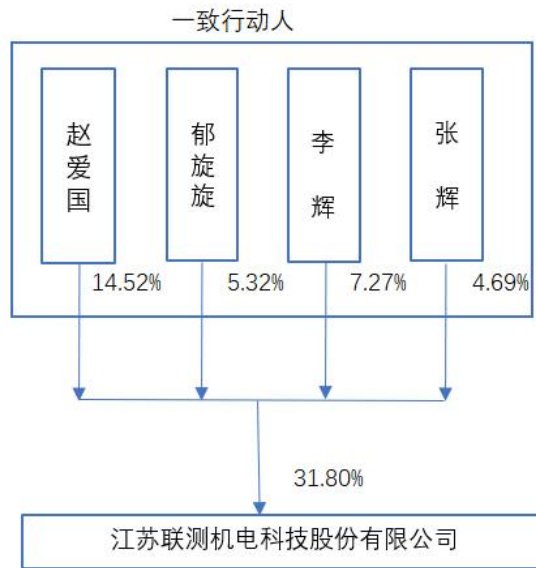 一致行动人
赵爱国
郁旋旋
李辉
张辉
14.52%
5.32%
7.27%
4.69%
31.80%
江苏联测机电科技股份有限公司